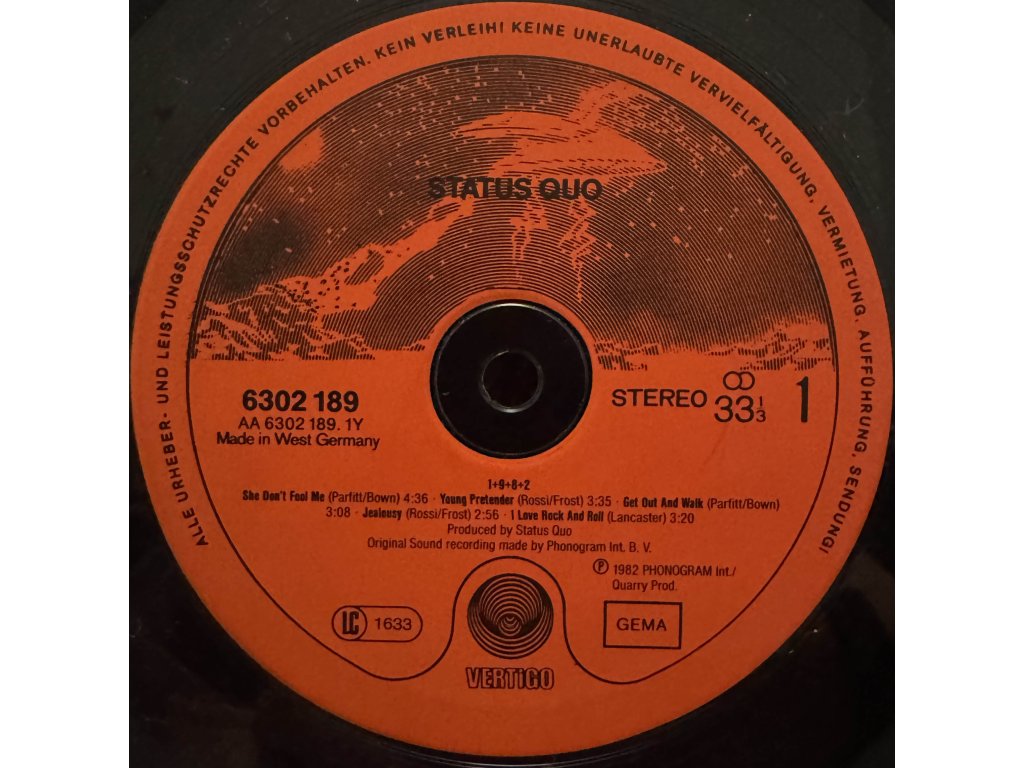 ALLE URHEBER- UND LEISTUNGSSCHUTZRECHTE VORBEHALTEN. KEIN VERLEIH! KEINE UNERLAUBTE VERVIELFÄLTIGUNG, VERMIETUNG, AUFFÜHRUNG, SENDUNG!
STATUS QUO
6302 189
AA 6302 189. 1Y
Made in West Germany
STEREO 33 1/3 1
1+9+8+2
She Don't Fool Me (Parfitt/Bown) 4:36 · Young Pretender (Rossi/Frost) 3:35 · Get Out And Walk (Parfitt/Bown)
3:08 · Jealousy (Rossi/Frost) 2:56 · I Love Rock And Roll (Lancaster) 3:20
Produced by Status Quo
Original Sound recording made by Phonogram Int. B. V.
℗ 1982 PHONOGRAM Int./
Quarry Prod.
LC 1633
GEMA
VERTiGO